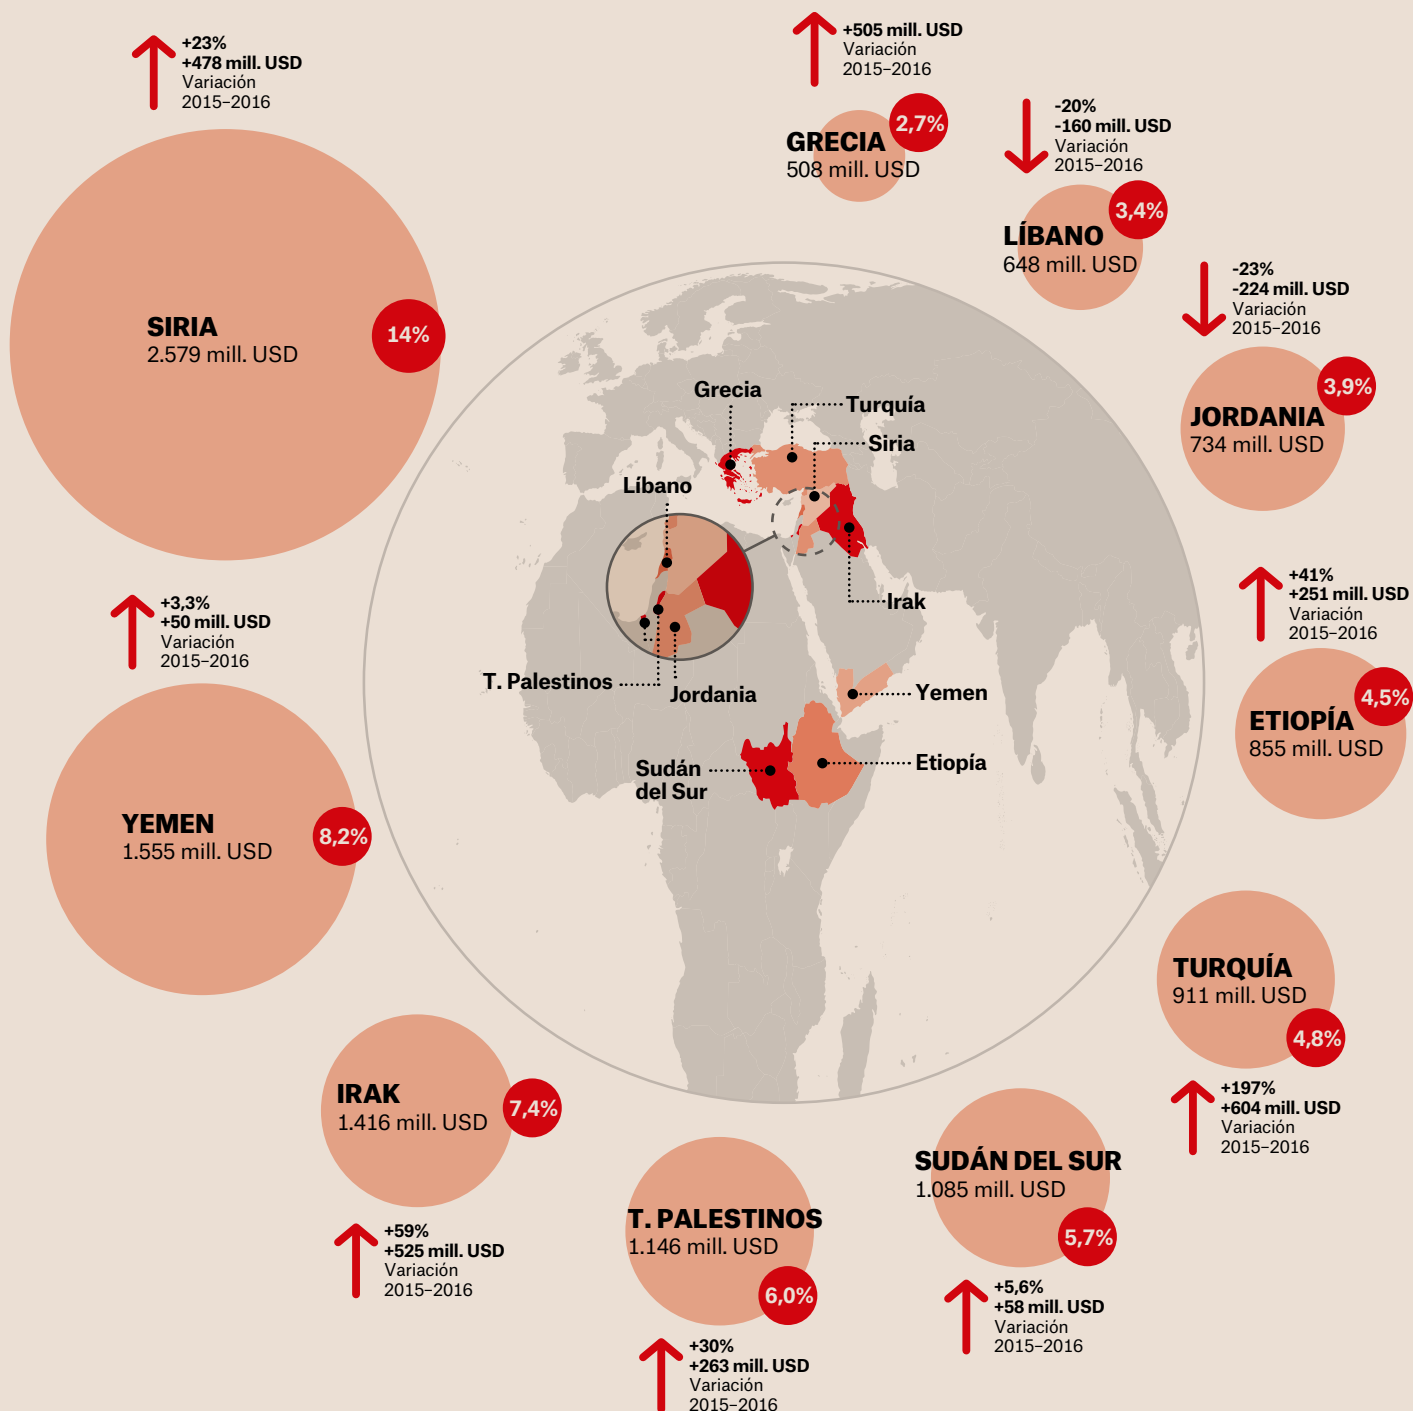 +23%
+478 mill. USD
Variación
2015–2016
SIRIA
2.579 mill. USD
14%
+505 mill. USD
Variación
2015–2016
GRECIA
508 mill. USD
2,7%
-20%
-160 mill. USD
Variación
2015–2016
LÍBANO
648 mill. USD
3,4%
-23%
-224 mill. USD
Variación
2015–2016
JORDANIA
734 mill. USD
3,9%
Grecia
Turquía
Siria
Líbano
Irak
T. Palestinos
Jordania
Yemen
Sudán
del Sur
Etiopía
+3,3%
+50 mill. USD
Variación
2015–2016
YEMEN
1.555 mill. USD
8,2%
+41%
+251 mill. USD
Variación
2015–2016
ETIOPÍA
855 mill. USD
4,5%
TURQUÍA
911 mill. USD
4,8%
+197%
+604 mill. USD
Variación
2015–2016
IRAK
1.416 mill. USD
7,4%
+59%
+525 mill. USD
Variación
2015–2016
T. PALESTINOS
1.146 mill. USD
6,0%
+30%
+263 mill. USD
Variación
2015–2016
SUDÁN DEL SUR
1.085 mill. USD
5,7%
+5,6%
+58 mill. USD
Variación
2015–2016